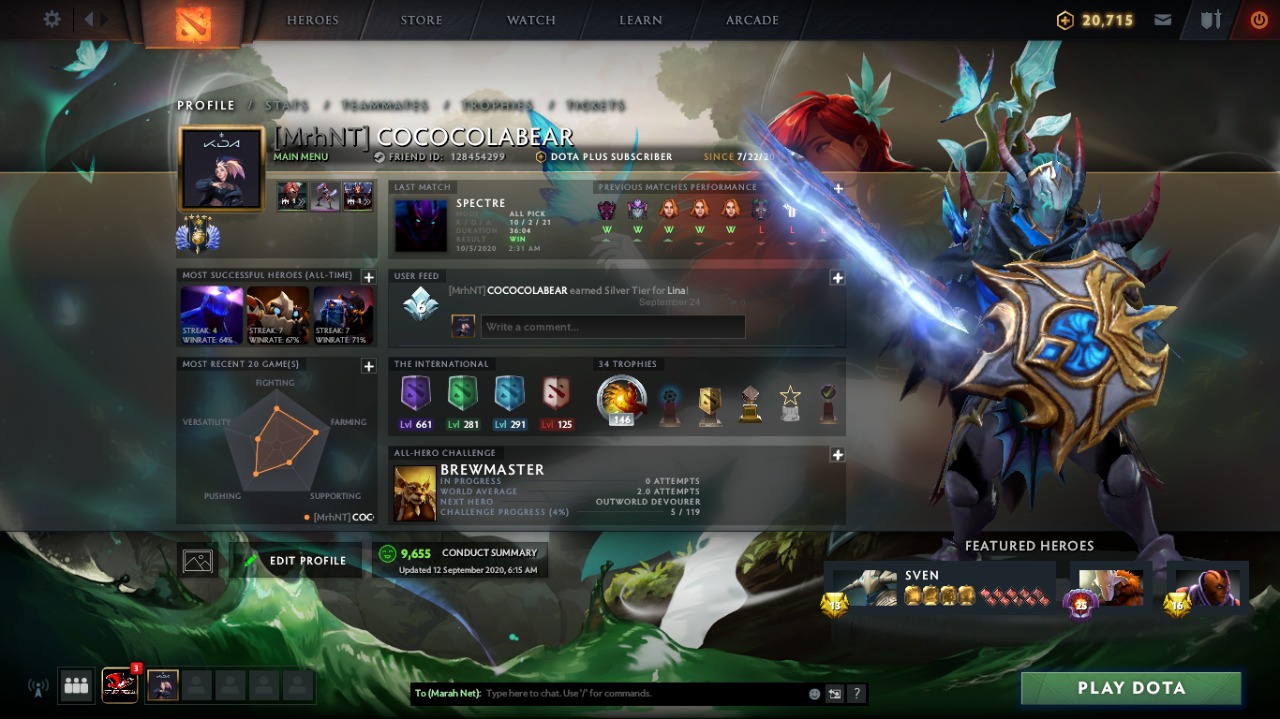 HEROES
STORE
WATCH
LEARN
ARCADE
20,715
PROFILE / STATS / TEAMMATES / TROPHIES / TICKETS
[MrhNT] COCOCOLABEAR
MAIN MENU
FRIEND ID: 128454299
DOTA PLUS SUBSCRIBER
SINCE 7/22/20
K/DA
LAST MATCH
SPECTRE
MODE ALL PICK
K / D / A 10 / 2 / 21
DURATION 36:04
RESULT WIN
10/5/2020 2:31 AM
PREVIOUS MATCHES PERFORMANCE
W W W W W L L L
MOST SUCCESSFUL HEROES (ALL-TIME)
STREAK: 4
WINRATE: 64%
STREAK: 7
WINRATE: 67%
STREAK: 7
WINRATE: 71%
USER FEED
6
[MrhNT] COCOCOLABEAR earned Silver Tier for Lina!
September 24
Write a comment...
MOST RECENT 20 GAME(S)
FIGHTING
VERSATILITY
FARMING
PUSHING
SUPPORTING
[MrhNT] COC
THE INTERNATIONAL
Lvl 661
Lvl 281
Lvl 291
Lvl 125
34 TROPHIES
146
ALL-HERO CHALLENGE
BREWMASTER
IN PROGRESS 0 ATTEMPTS
WORLD AVERAGE 2.0 ATTEMPTS
NEXT HERO OUTWORLD DEVOURER
CHALLENGE PROGRESS (4%) 5 / 119
EDIT PROFILE
9,655 CONDUCT SUMMARY
Updated 12 September 2020, 6:15 AM
FEATURED HEROES
SVEN
13
25
16
3
To (Marah Net): Type here to chat. Use '/' for commands.
?
PLAY DOTA